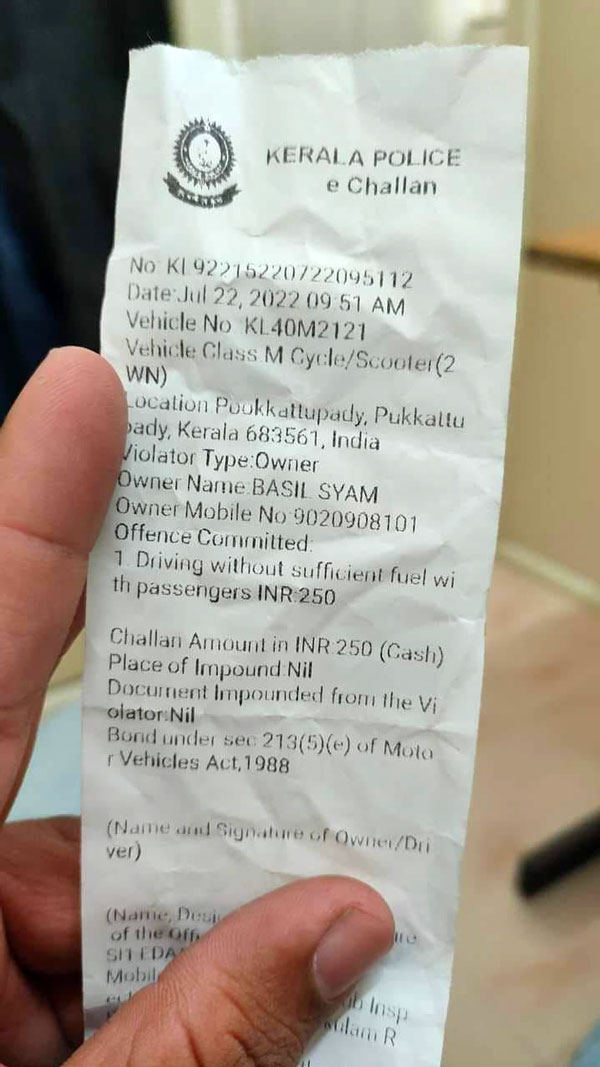 KERALA POLICE
e Challan
No: KL92215220722095112
Date:Jul 22, 2022 09:51 AM
Vehicle No: KL40M2121
Vehicle Class M Cycle/Scooter(2
WN)
Location:Pookkattupady, Pukkattu
pady, Kerala 683561, India
Violator Type:Owner
Owner Name:BASIL SYAM
Owner Mobile No:9020908101
Offence Committed:
1. Driving without sufficient fuel wi
th passengers INR:250
Challan Amount in INR:250 (Cash)
Place of Impound:Nil
Document Impounded from the Vi
olator:Nil
Bond under sec 213(5)(e) of Moto
r Vehicles Act,1988
(Name and Signature of Owner/Dri
ver)
(Name,
of the
Insp
R